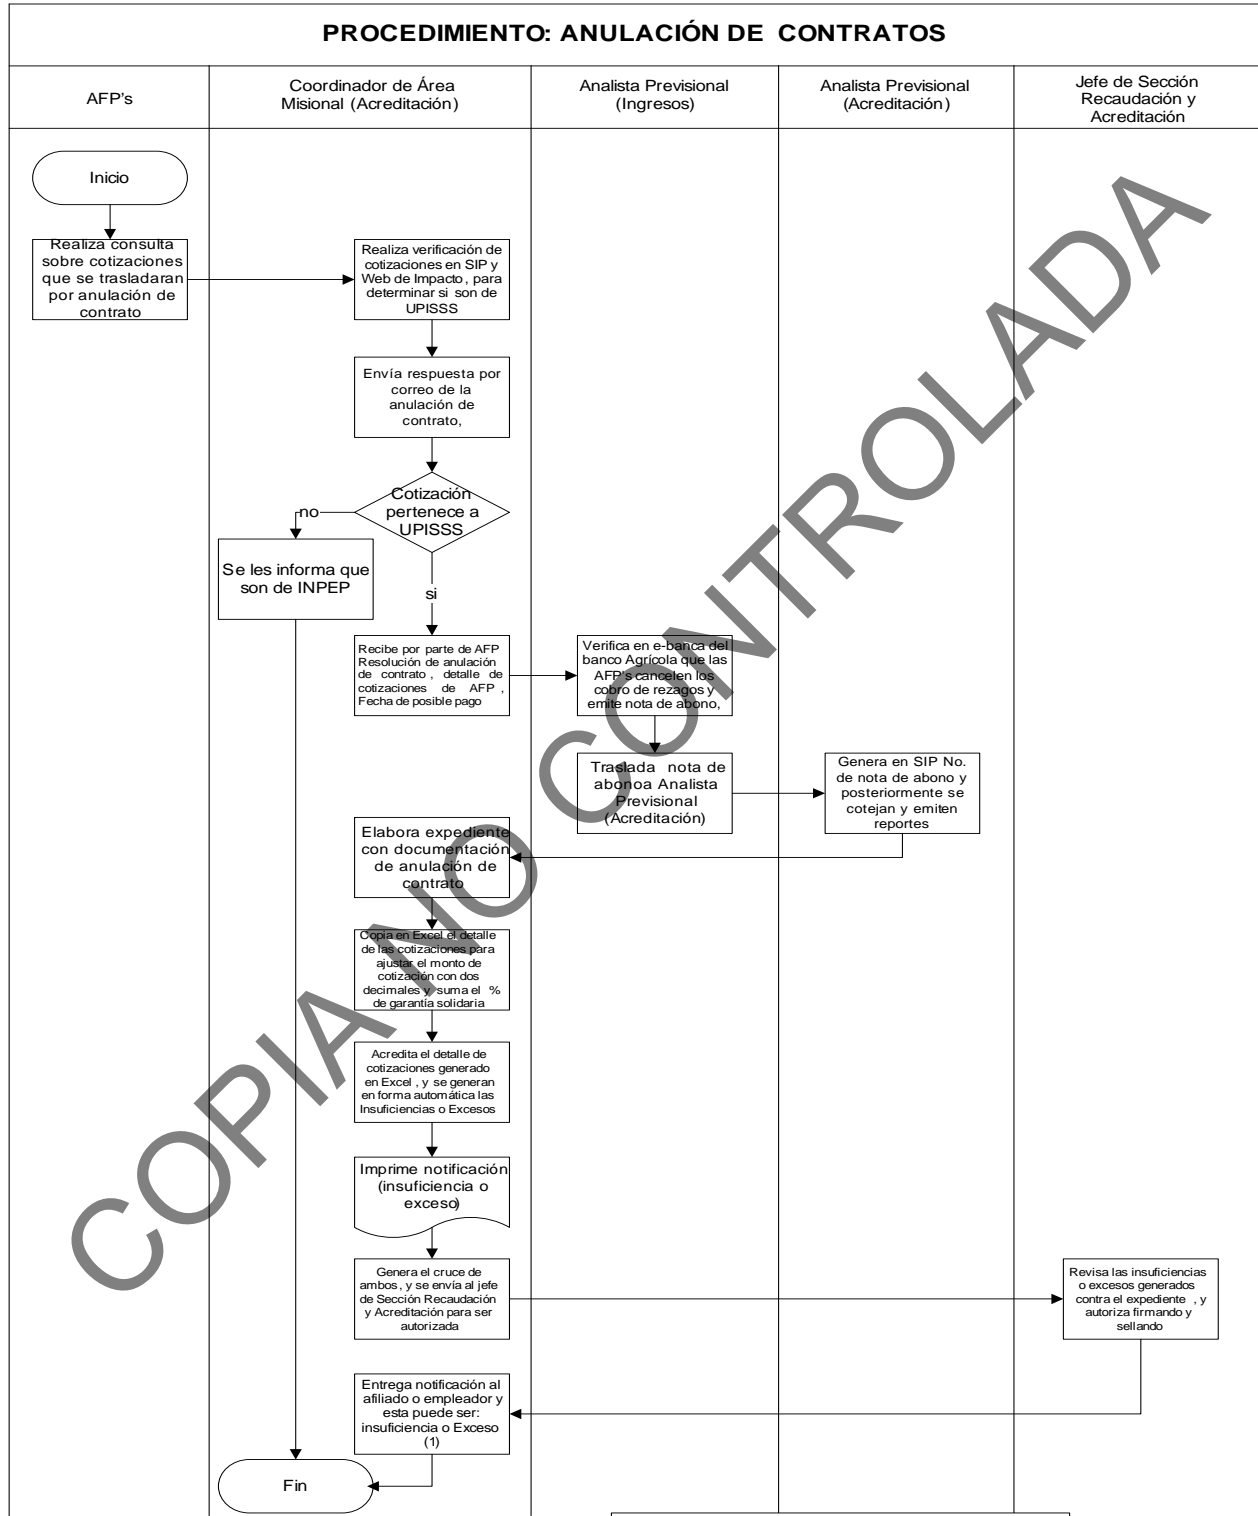 PROCEDIMIENTO: ANULACIÓN DE CONTRATOS
AFP's
Coordinador de Área
Misional (Acreditación)
Analista Previsional
(Ingresos)
Analista Previsional
(Acreditación)
Jefe de Sección
Recaudación y
Acreditación
Inicio
Realiza consulta
sobre cotizaciones
que se trasladaran
por anulación de
contrato
Realiza verificación de
cotizaciones en SIP y
Web de Impacto, para
determinar si son de
UPISSS
Envía respuesta por
correo de la
anulación de
contrato,
Cotización
pertenece a
UPISSS
no
Se les informa que
son de INPEP
si
Recibe por parte de AFP
Resolución de anulación
de contrato, detalle de
cotizaciones de AFP,
Fecha de posible pago
Verifica en e-banca del
banco Agrícola que las
AFP's cancelen los
cobro de rezagos y
emite nota de abono,
Traslada nota de
abonoa Analista
Previsional
(Acreditación)
Genera en SIP No.
de nota de abono y
posteriormente se
cotejan y emiten
reportes
Elabora expediente
con documentación
de anulación de
contrato
Copia en Excel el detalle
de las cotizaciones para
ajustar el monto de
cotización con dos
decimales y suma el %
de garantía solidaria
Acredita el detalle de
cotizaciones generado
en Excel, y se generan
en forma automática las
Insuficiencias o Excesos
Imprime notificación
(insuficiencia o
exceso)
Genera el cruce de
ambos, y se envía al jefe
de Sección Recaudación
y Acreditación para ser
autorizada
Revisa las insuficiencias
o excesos generados
contra el expediente, y
autoriza firmando y
sellando
Entrega notificación al
afiliado o empleador y
esta puede ser:
insuficiencia o Exceso
(1)
Fin
COPIA NO CONTROLADA